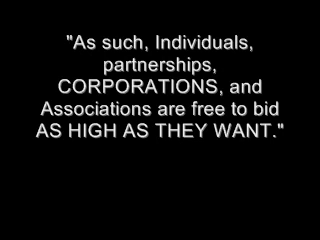 "As such, Individuals,
partnerships,
CORPORATIONS, and
Associations are free to bid
AS HIGH AS THEY WANT."